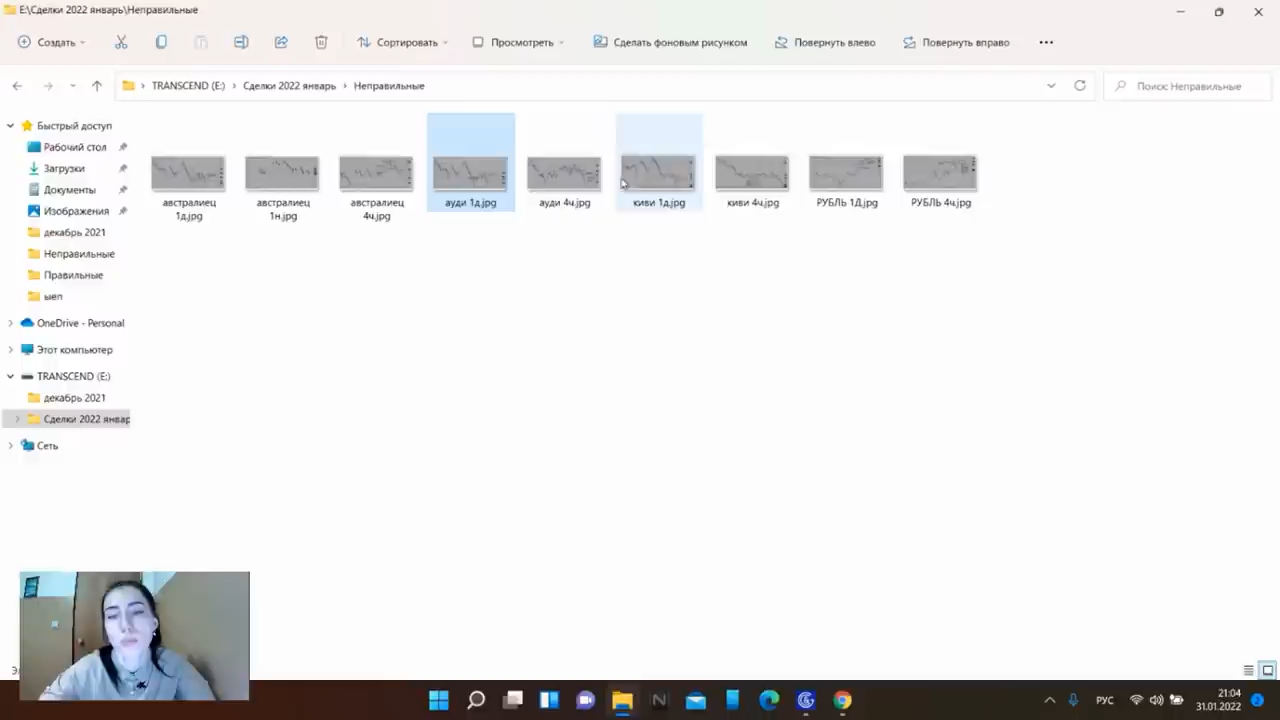 E:\Сделки 2022 январь\Неправильные
Создать
Сортировать
Просмотреть
Сделать фоновым рисунком
Повернуть влево
Повернуть вправо
TRANSCEND (E:) › Сделки 2022 январь › Неправильные
Поиск: Неправильные
Быстрый доступ
Рабочий стол
Загрузки
Документы
Изображения
декабрь 2021
Неправильные
Правильные
ыеп
OneDrive - Personal
Этот компьютер
TRANSCEND (E:)
декабрь 2021
Сделки 2022 январ
Сеть
австралиец 1д.jpg
австралиец 1н.jpg
австралиец 4ч.jpg
ауди 1д.jpg
ауди 4ч.jpg
киви 1д.jpg
киви 4ч.jpg
РУБЛЬ 1Д.jpg
РУБЛЬ 4ч.jpg
РУС
21:04
31.01.2022